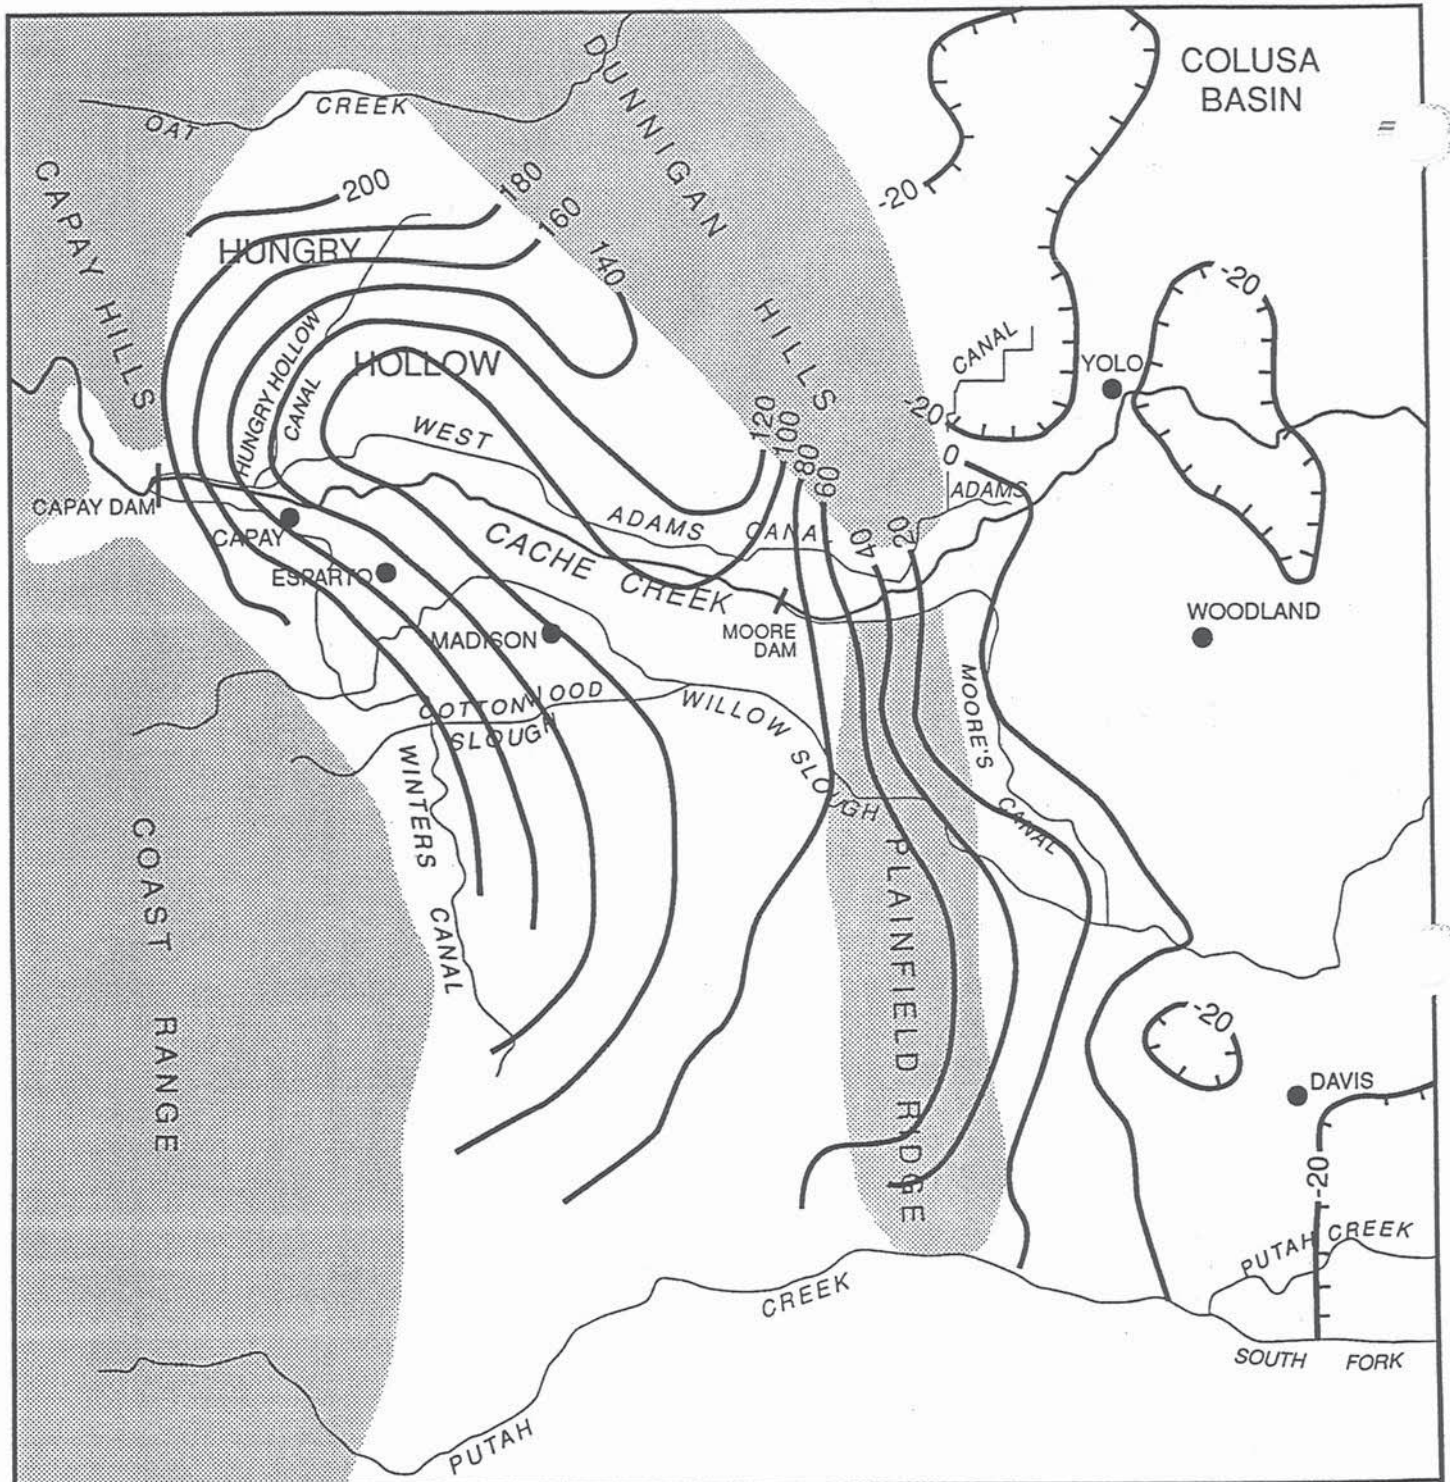 COLUSA
BASIN
DUNNIGAN
HILLS
OAT
CREEK
CAPAY HILLS
200
180
160
140
-20
HUNGRY
HOLLOW
HUNGRY HOLLOW
CANAL
-20
CANAL
YOLO
-20
120
100
80
60
0
WEST
ADAMS
CANAL
ADAMS
CAPAY DAM
CAPAY
ESPARTO
CACHE CREEK
40
20
MADISON
MOORE
DAM
WOODLAND
COTTONWOOD
SLOUGH
WILLOW SLOUGH
MOORE'S
CANAL
WINTERS CANAL
COAST RANGE
PLAINFIELD RIDGE
-20
DAVIS
-20
PUTAH CREEK
CREEK
SOUTH FORK
PUTAH